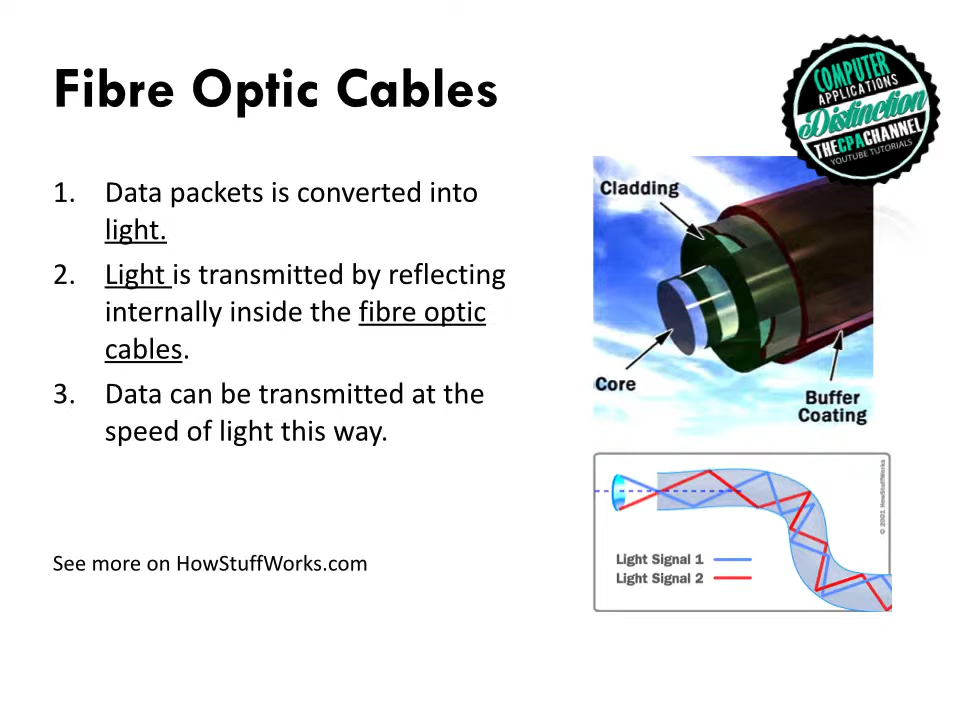 Fibre Optic Cables
COMPUTER
APPLICATIONS
Distinction
THECPACHANNEL
YOUTUBE TUTORIALS
1. Data packets is converted into
light.
2. Light is transmitted by reflecting
internally inside the fibre optic
cables.
3. Data can be transmitted at the
speed of light this way.
See more on HowStuffWorks.com
Cladding
Core
Buffer
Coating
© 2001 HowStuffWorks
Light Signal 1
Light Signal 2